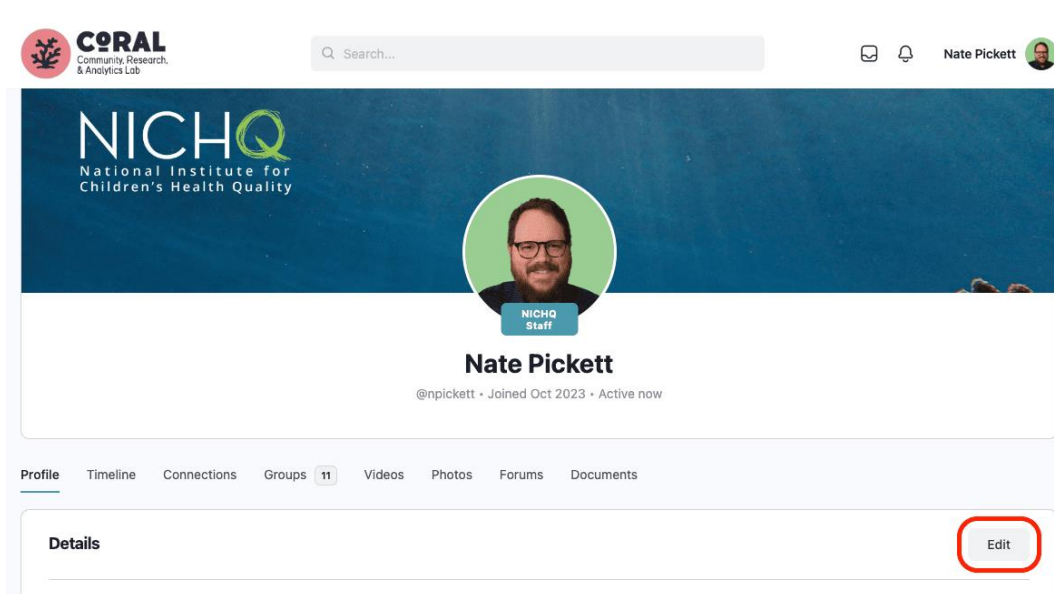 CORAL
Community, Research,
& Analytics Lab
Search...
Nate Pickett
NICHQ
National Institute for
Children's Health Quality
NICHQ
Staff
Nate Pickett
@npickett • Joined Oct 2023 • Active now
Profile Timeline Connections Groups 11 Videos Photos Forums Documents
Details
Edit